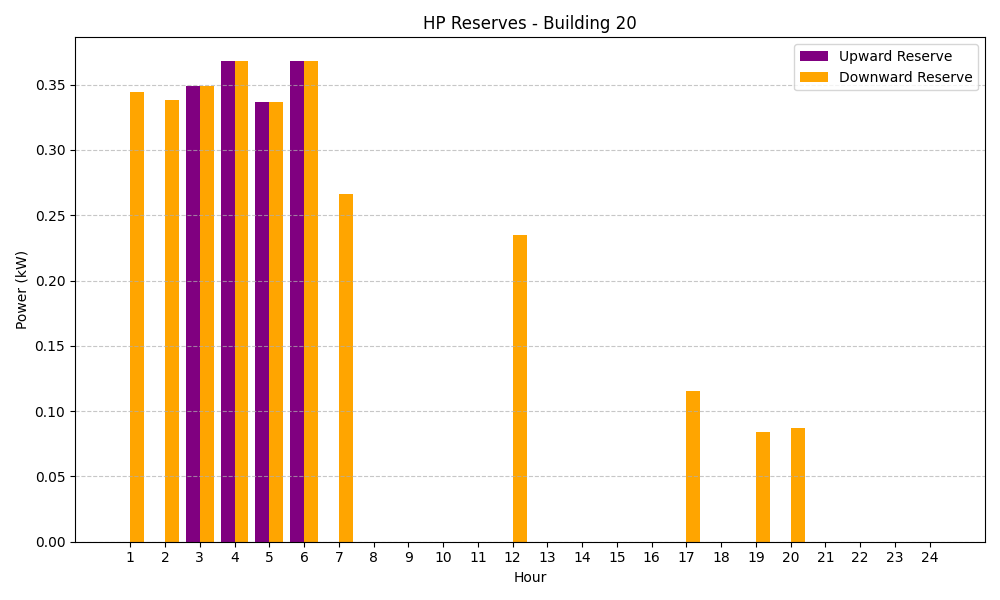 HP Reserves - Building 20
Upward Reserve
Downward Reserve
Power (kW)
0.35
0.30
0.25
0.20
0.15
0.10
0.05
0.00
1 2 3 4 5 6 7 8 9 10 11 12 13 14 15 16 17 18 19 20 21 22 23 24
Hour